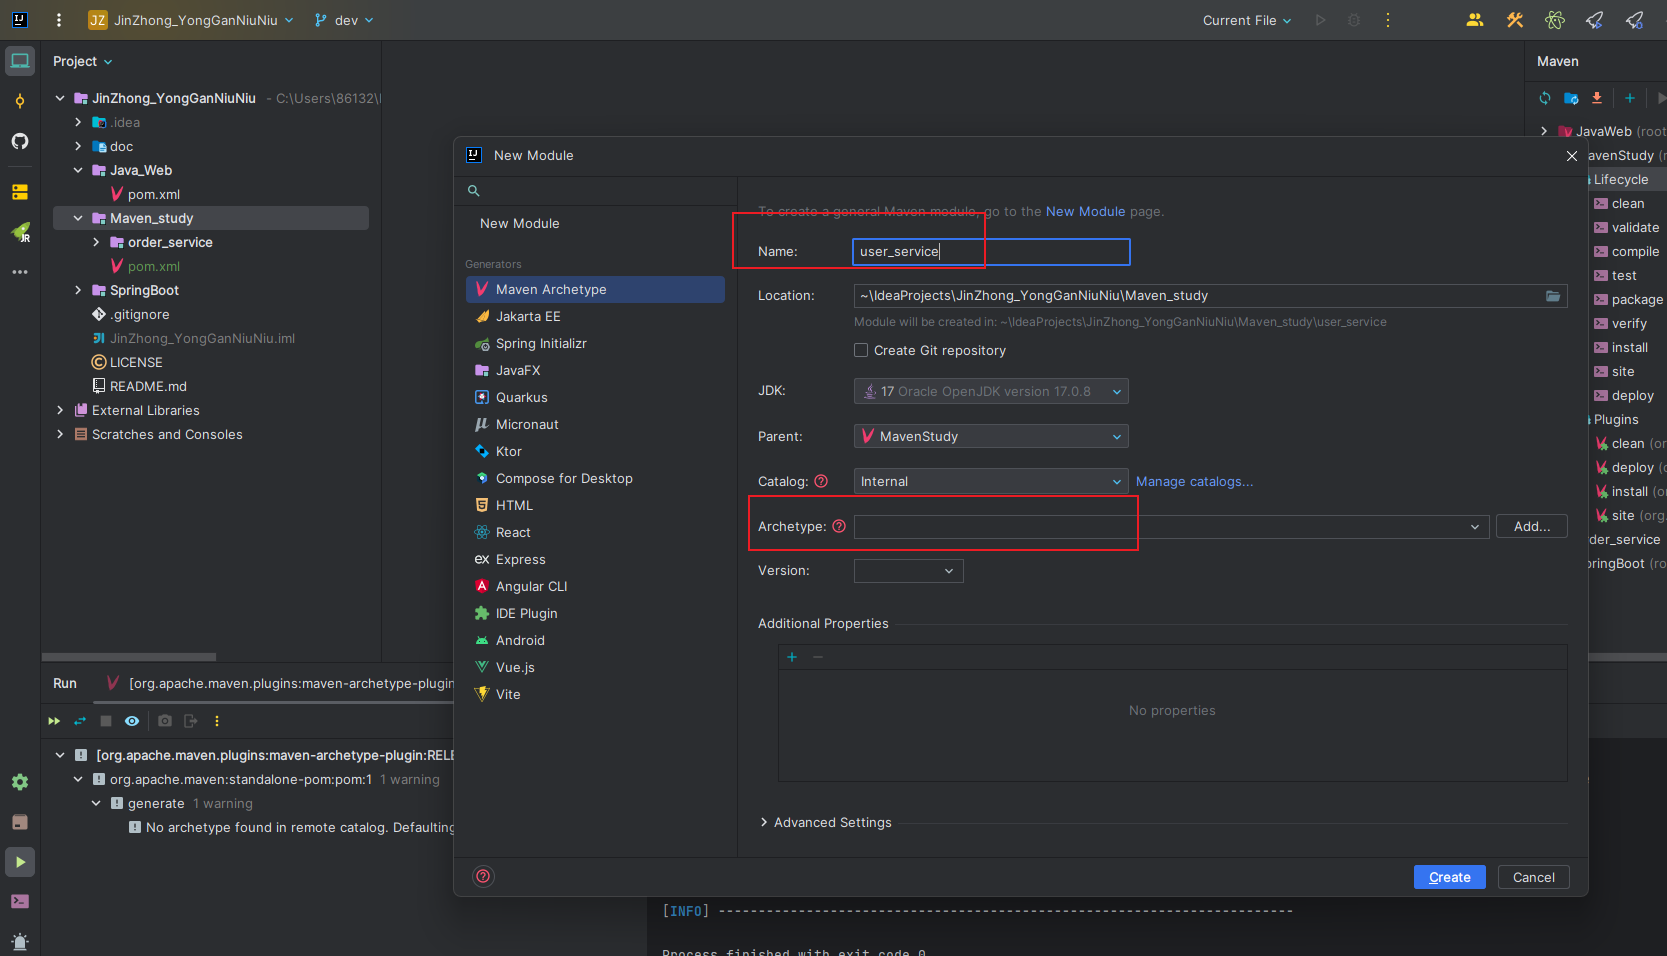 JZ JinZhong_YongGanNiuNiu dev Current File
Project
JinZhong_YongGanNiuNiu - C:\Users\86132\
.idea
doc
Java_Web
pom.xml
Maven_study
order_service
pom.xml
SpringBoot
.gitignore
JinZhong_YongGanNiuNiu.iml
LICENSE
README.md
External Libraries
Scratches and Consoles
New Module
New Module
Generators
Maven Archetype
Jakarta EE
Spring Initializr
JavaFX
Quarkus
Micronaut
Ktor
Compose for Desktop
HTML
React
Express
Angular CLI
IDE Plugin
Android
Vue.js
Vite
To create a general Maven module, go to the New Module page.
Name: user_service
Location: ~\IdeaProjects\JinZhong_YongGanNiuNiu\Maven_study
Module will be created in: ~\IdeaProjects\JinZhong_YongGanNiuNiu\Maven_study\user_service
Create Git repository
JDK: 17 Oracle OpenJDK version 17.0.8
Parent: MavenStudy
Catalog: Internal Manage catalogs...
Archetype: Add...
Version:
Additional Properties
No properties
Advanced Settings
Create Cancel
Maven
JavaWeb (root
avenStudy (r
Lifecycle
clean
validate
compile
test
package
verify
install
site
deploy
Plugins
clean (or
deploy (o
install (o
site (org.
der_service
pringBoot (ro
Run [org.apache.maven.plugins:maven-archetype-plugin
[org.apache.maven.plugins:maven-archetype-plugin:RELE
org.apache.maven:standalone-pom:pom:1 1 warning
generate 1 warning
No archetype found in remote catalog. Defaulting
[INFO] ------------------------------------------------------------------------
Process finished with exit code 0